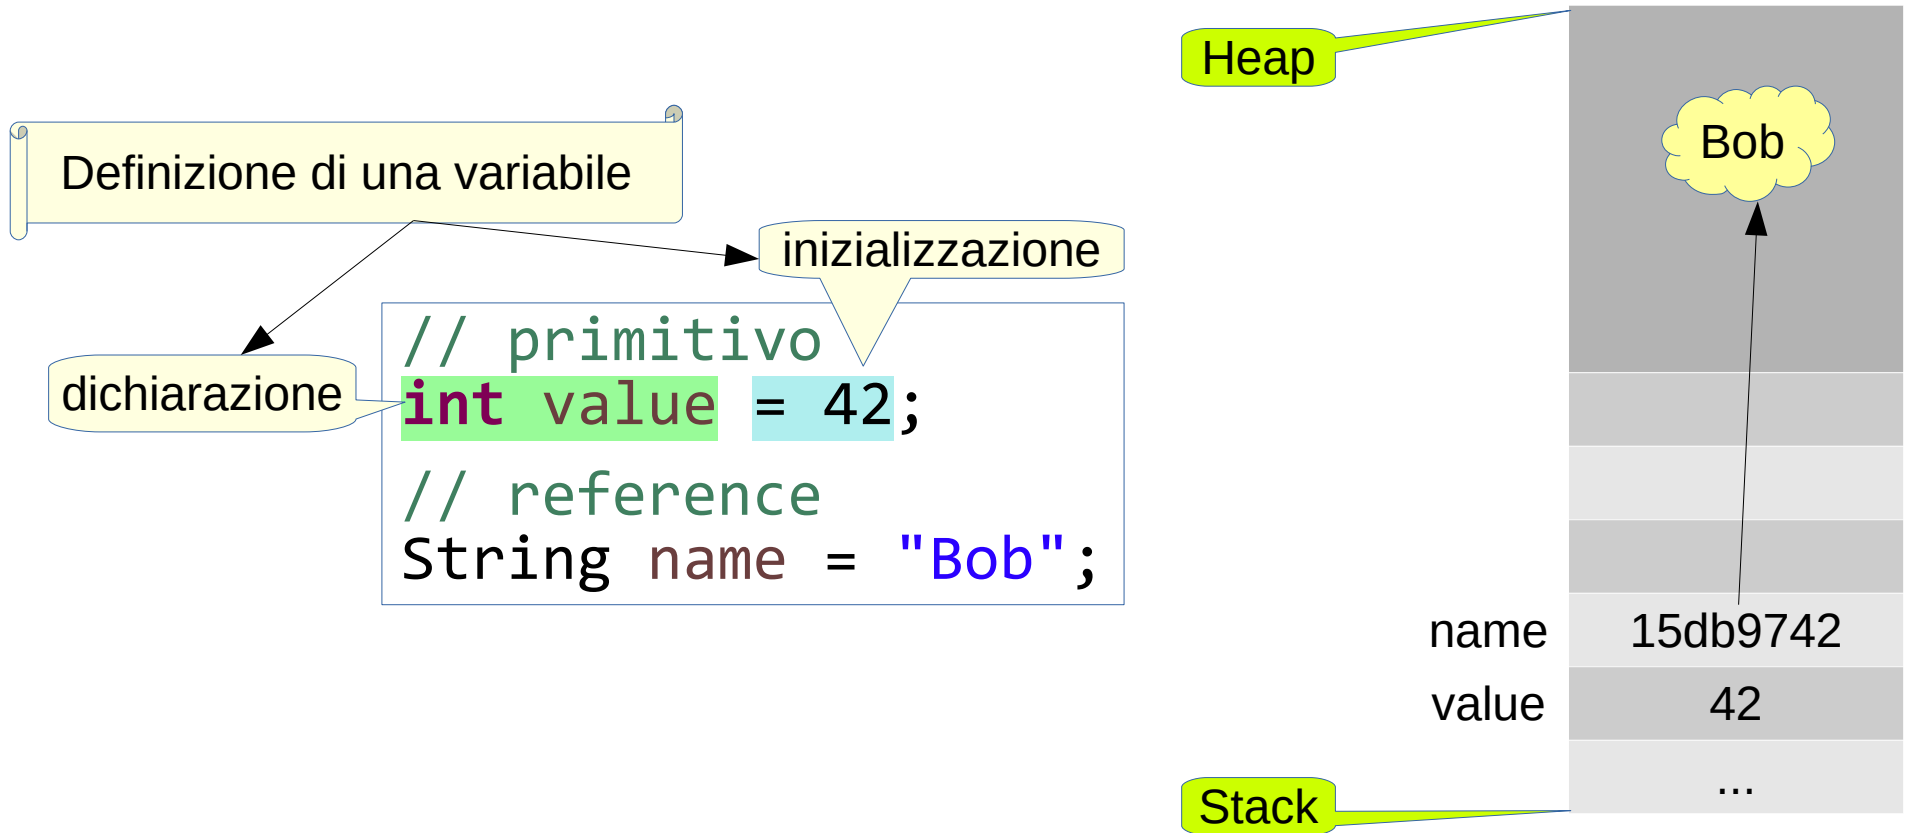 Definizione di una variabile
inizializzazione
dichiarazione
// primitivo
int value = 42;
// reference
String name = "Bob";
Heap
Bob
name 15db9742
value 42
...
Stack